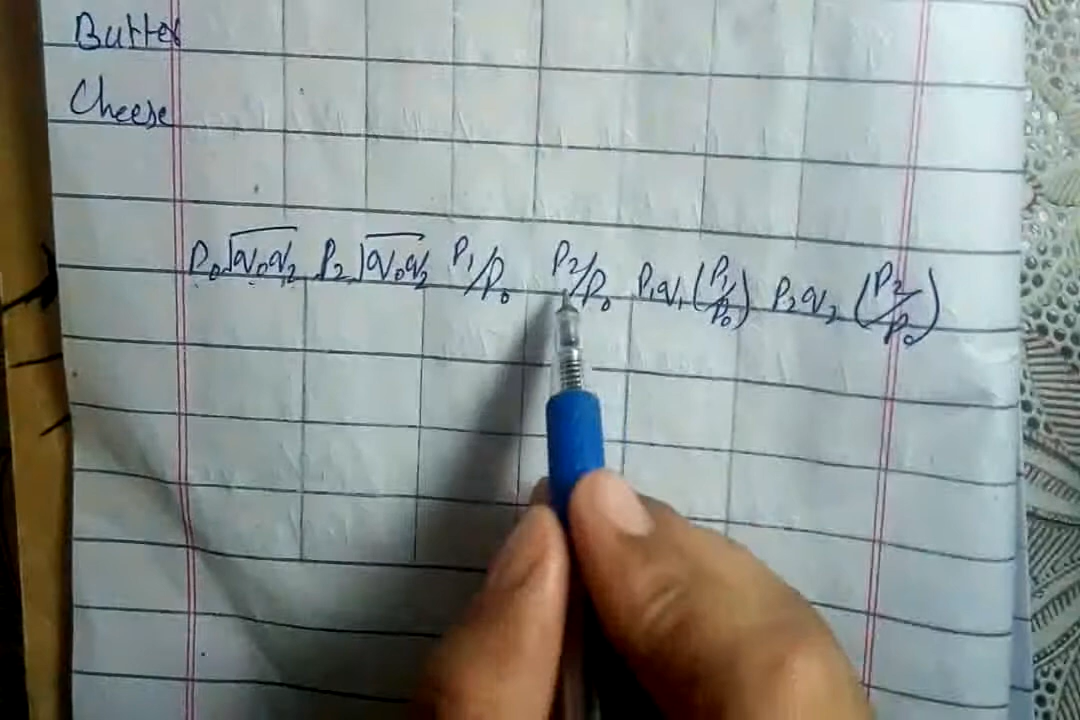 Butter
Cheese
P₀√q₀q₂ P₂√q₀q₂ P₁/P₀ P₂/P₀ P₁q₁(P₁/P₀) P₂q₂(P₂/P₀)